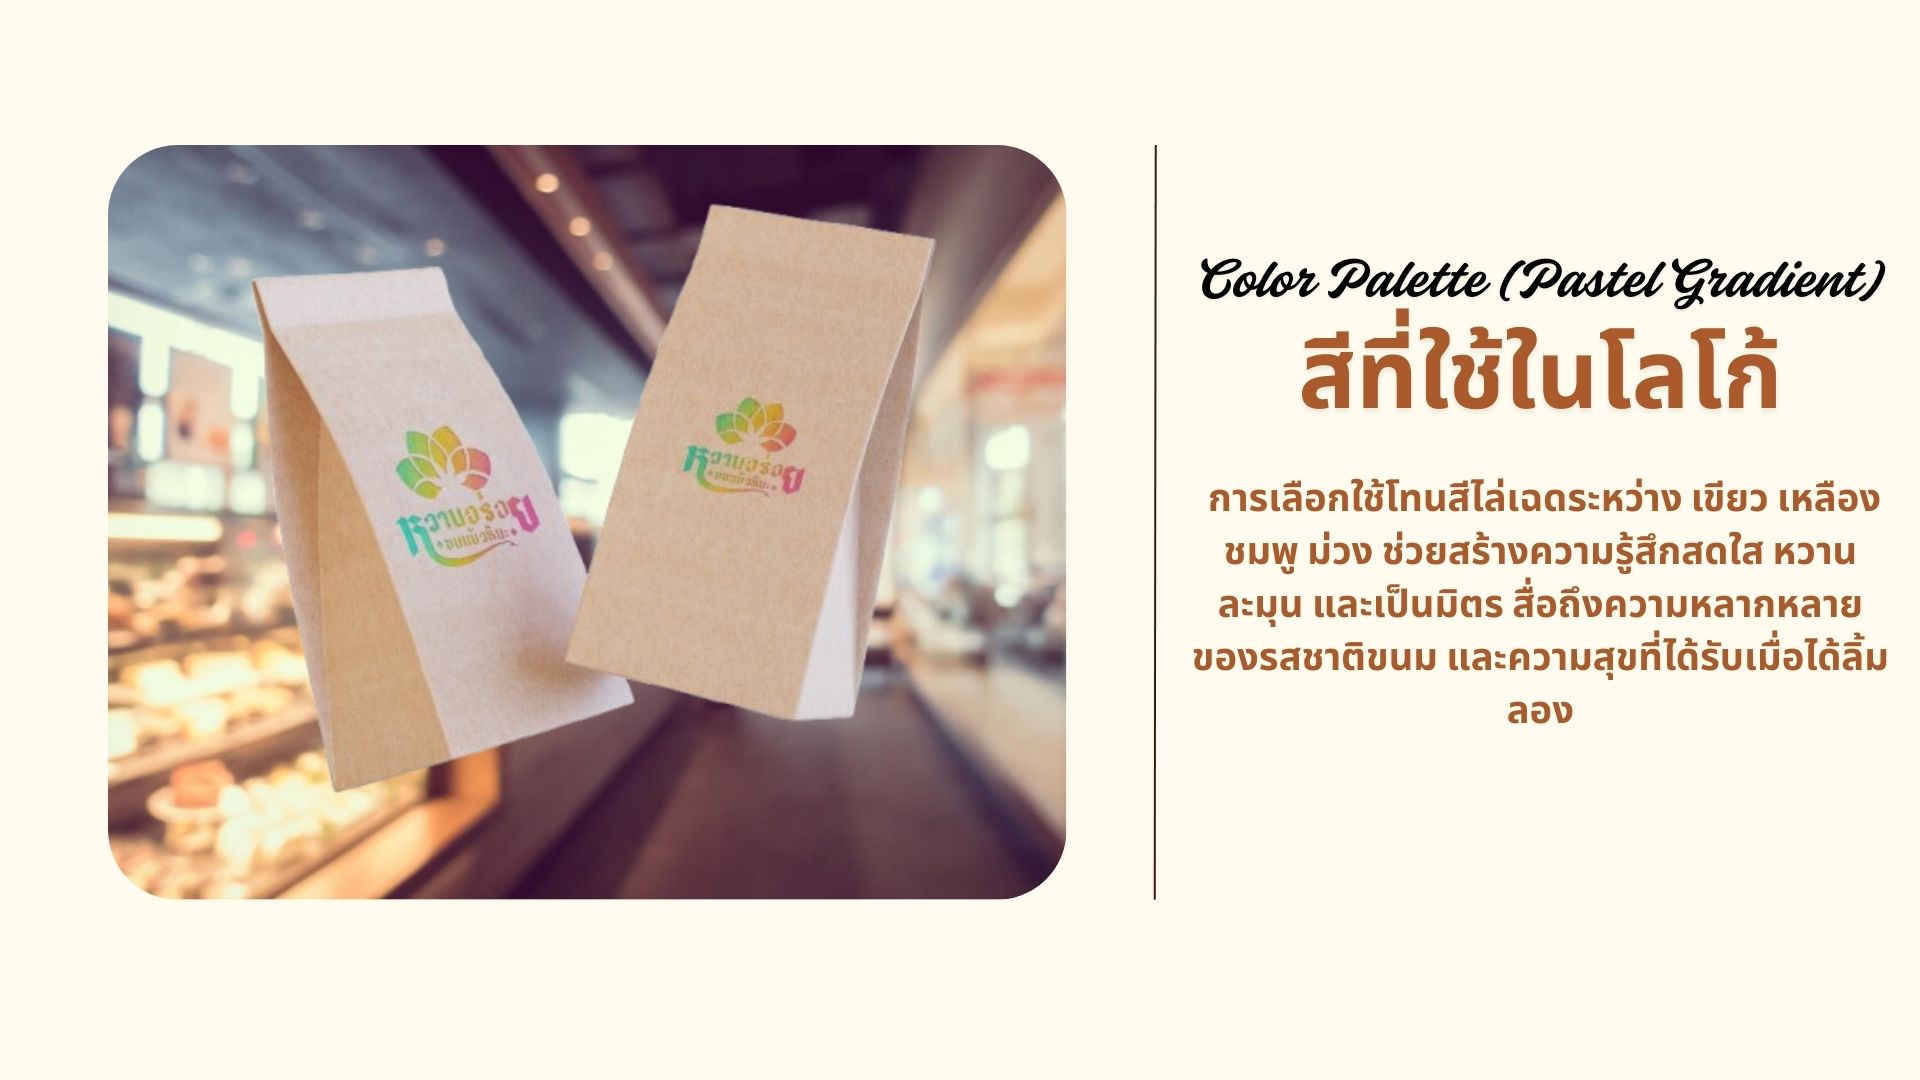 Color Palette (Pastel Gradient)
สีที่ใช้ในโลโก้
การเลือกใช้โทนสีไล่เฉดระหว่าง เขียว เหลือง
ชมพู ม่วง ช่วยสร้างความรู้สึกสดใส หวาน
ละมุน และเป็นมิตร สื่อถึงความหลากหลาย
ของรสชาติขนม และความสุขที่ได้รับเมื่อได้ลิ้ม
ลอง
หวานอร่อย
หวานอร่อย